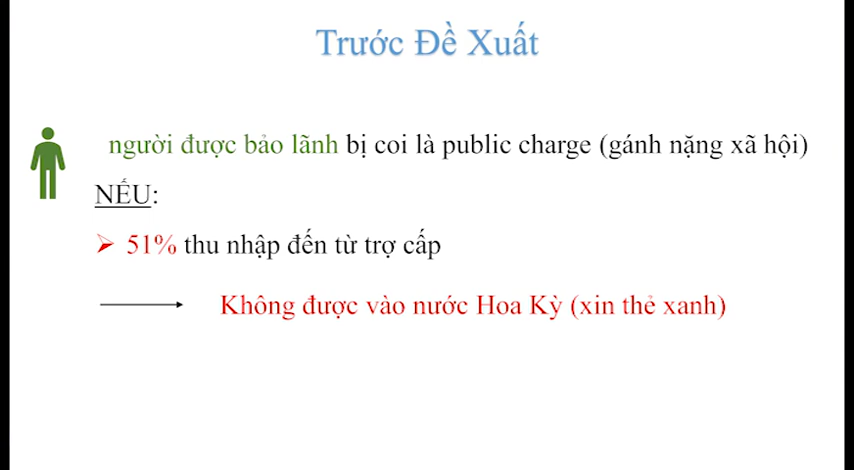 Trước Đề Xuất
người được bảo lãnh bị coi là public charge (gánh nặng xã hội)
NẾU:
51% thu nhập đến từ trợ cấp
Không được vào nước Hoa Kỳ (xin thẻ xanh)